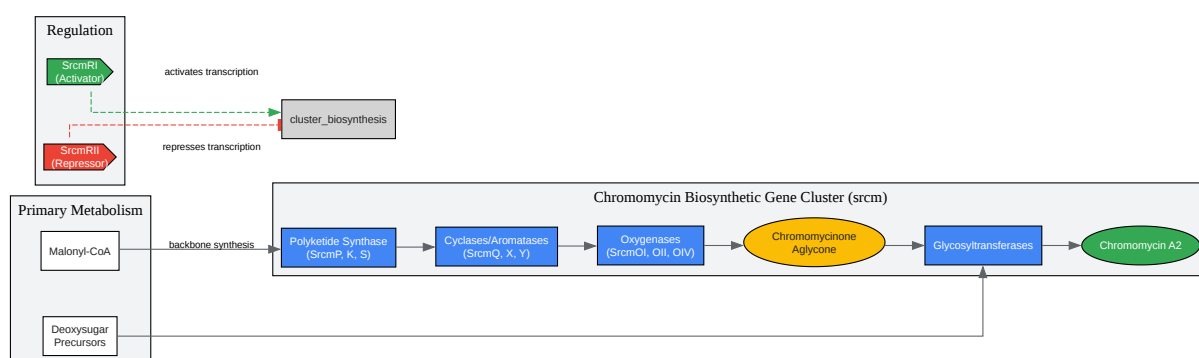 Regulation
SrcmRI
(Activator)
activates transcription
cluster_biosynthesis
represses transcription
SrcmRII
(Repressor)
Primary Metabolism
Malonyl-CoA
backbone synthesis
Deoxysugar
Precursors
Chromomycin Biosynthetic Gene Cluster (srcm)
Polyketide Synthase
(SrcmP, K, S)
Cyclases/Aromatases
(SrcmQ, X, Y)
Oxygenases
(SrcmOI, OII, OIV)
Chromomycinone
Aglycone
Glycosyltransferases
Chromomycin A2